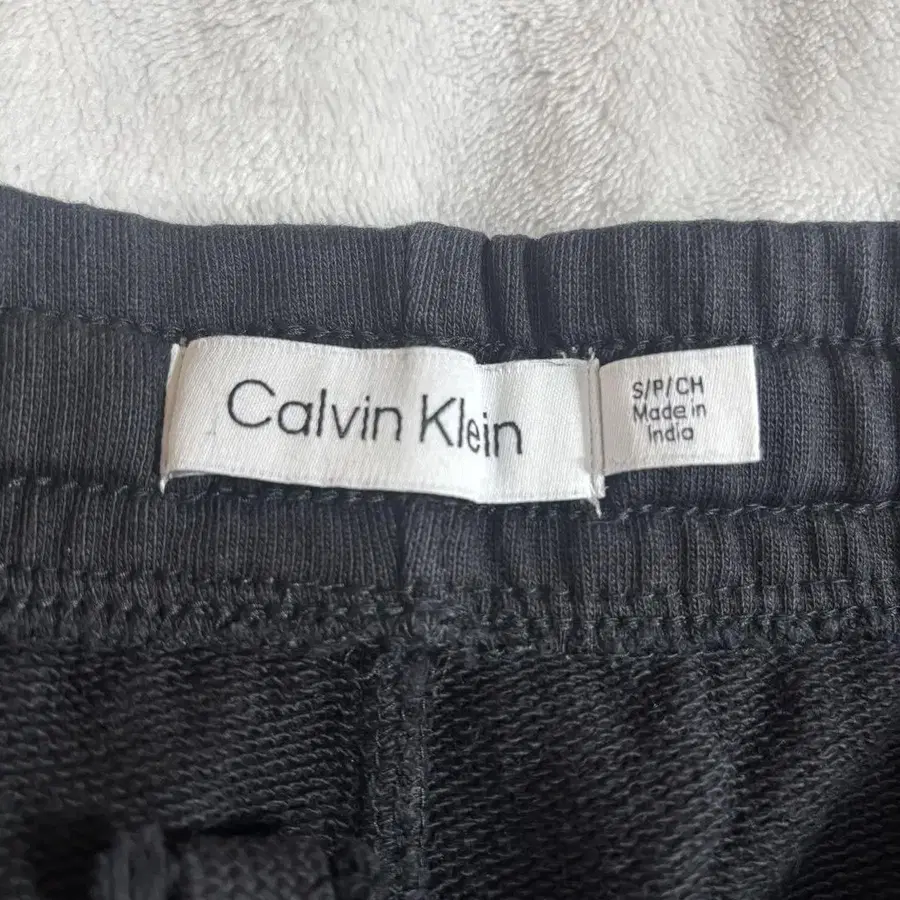 Calvin Klein
S/P/CH
Made in
India